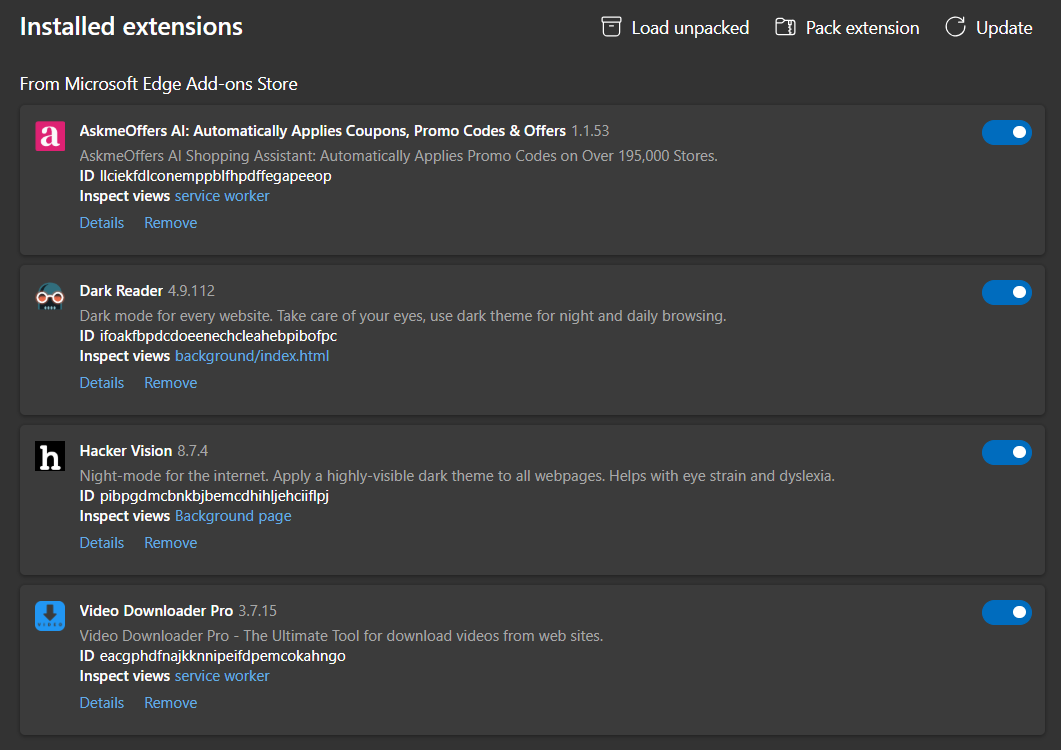 Installed extensions
Load unpacked Pack extension Update
From Microsoft Edge Add-ons Store
a
AskmeOffers AI: Automatically Applies Coupons, Promo Codes & Offers 1.1.53
AskmeOffers AI Shopping Assistant: Automatically Applies Promo Codes on Over 195,000 Stores.
ID llciekfdlconemppblfhpdffegapeeop
Inspect views service worker
Details Remove
Dark Reader 4.9.112
Dark mode for every website. Take care of your eyes, use dark theme for night and daily browsing.
ID ifoakfbpdcdoeenechcleahebpibofpc
Inspect views background/index.html
Details Remove
h
Hacker Vision 8.7.4
Night-mode for the internet. Apply a highly-visible dark theme to all webpages. Helps with eye strain and dyslexia.
ID pibpgdmcbnkbjbemcdhihljehciiflpj
Inspect views Background page
Details Remove
VIDEO
Video Downloader Pro 3.7.15
Video Downloader Pro - The Ultimate Tool for download videos from web sites.
ID eacgphdfnajkknnipeifdpemcokahngo
Inspect views service worker
Details Remove